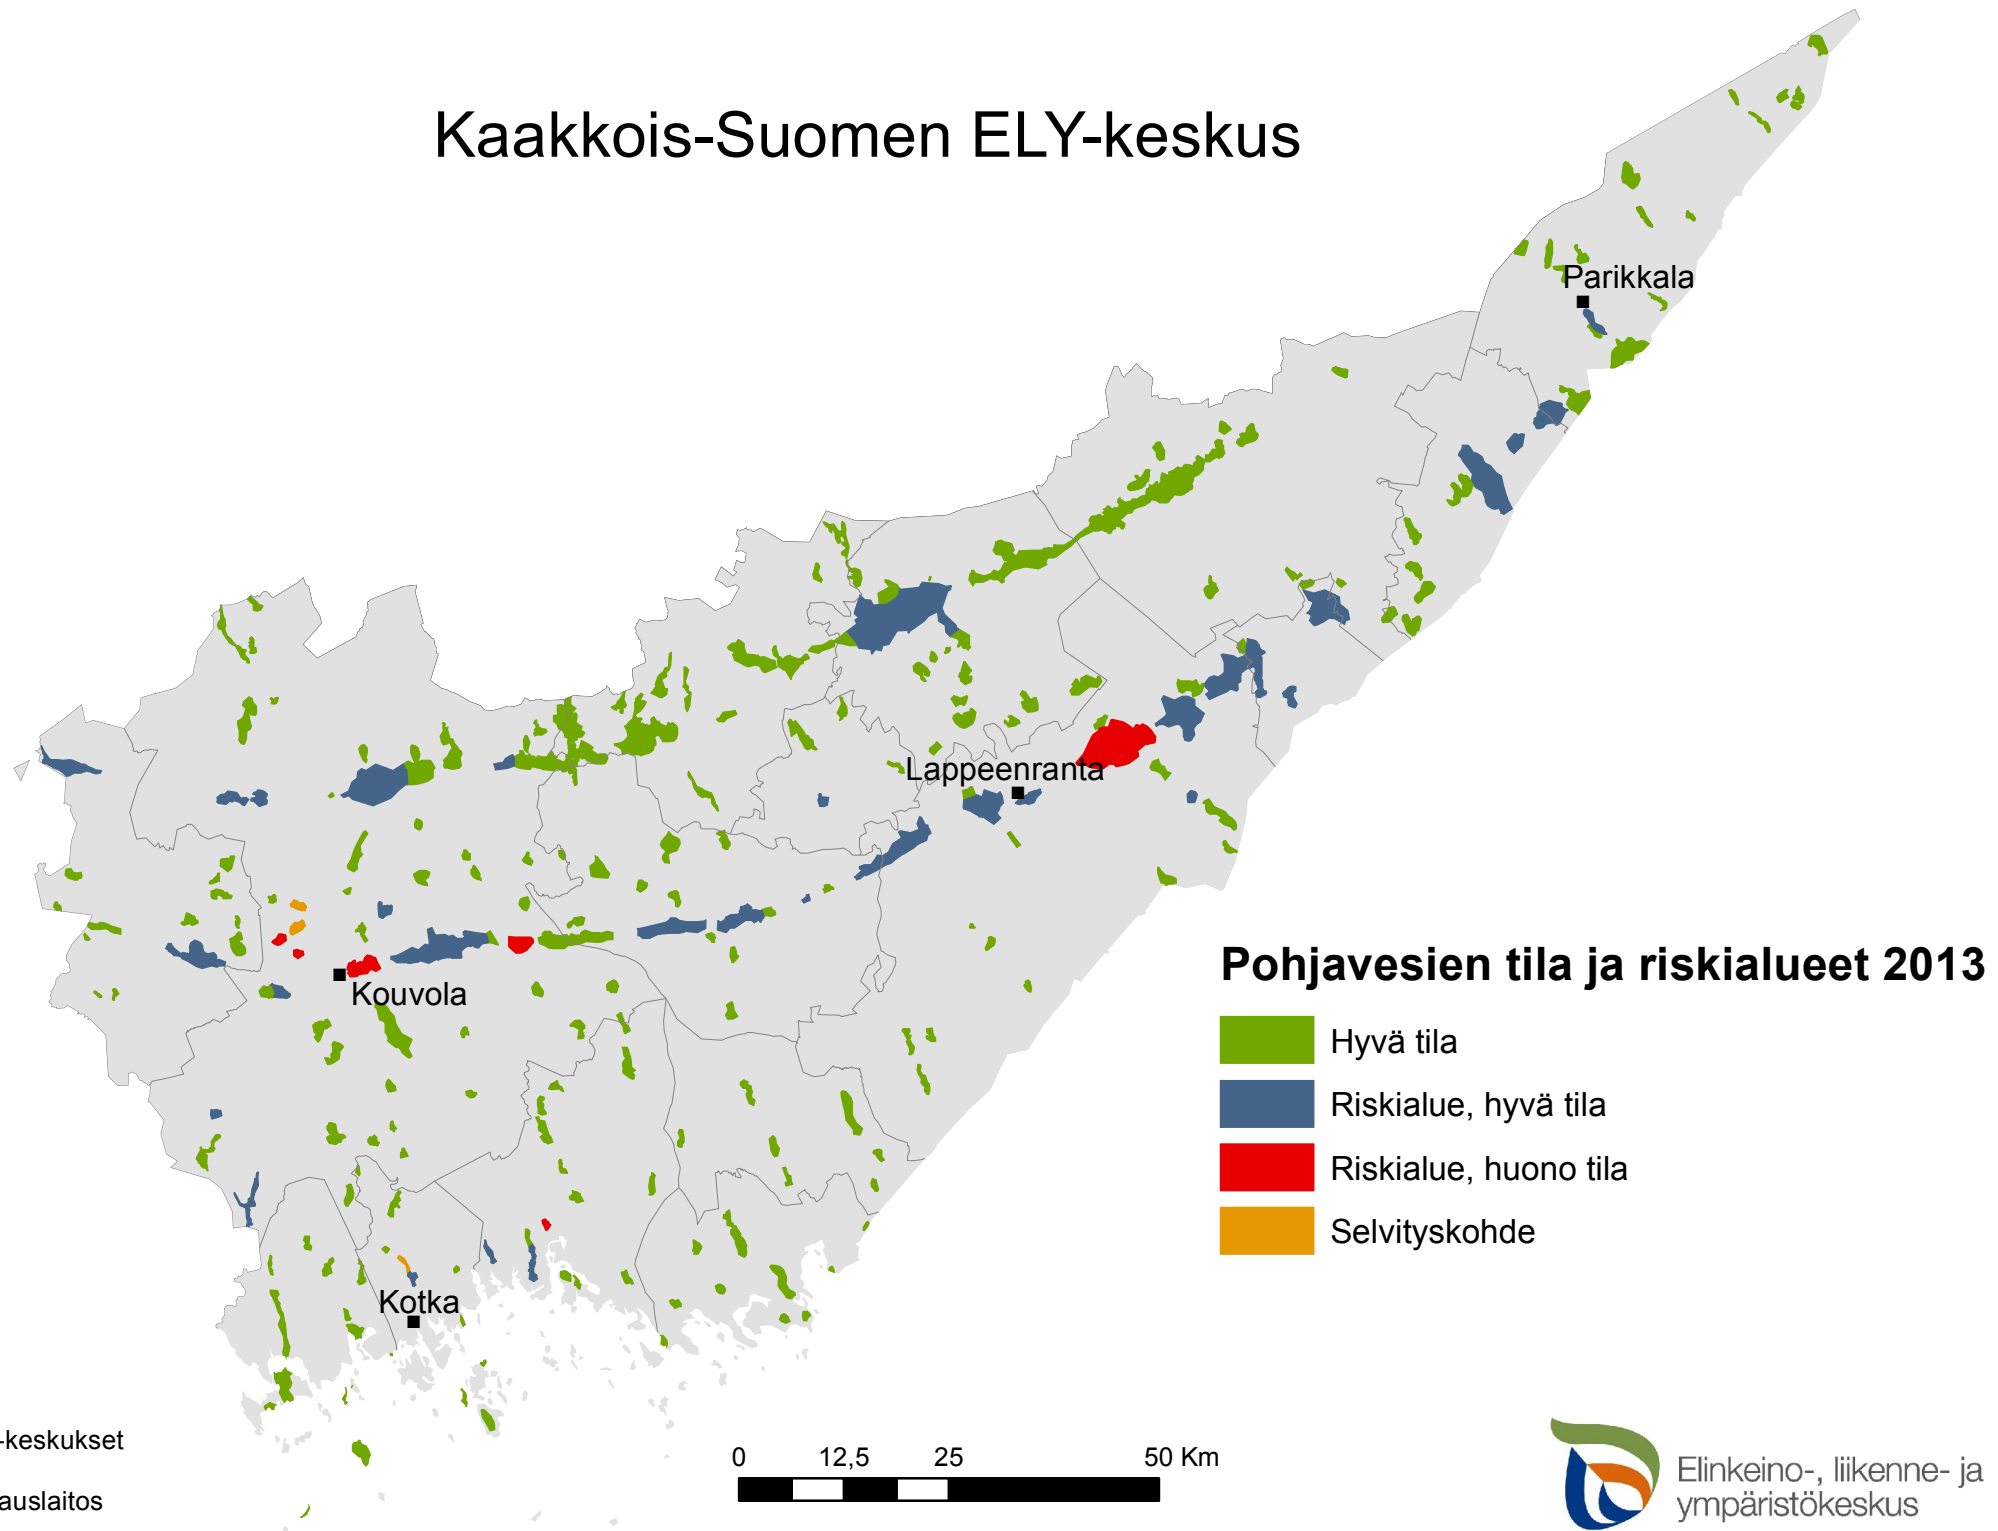 Kaakkois-Suomen ELY-keskus
Parikkala
Lappeenranta
Kouvola
Kotka
Pohjavesien tila ja riskialueet 2013
Hyvä tila
Riskialue, hyvä tila
Riskialue, huono tila
Selvityskohde
-keskukset
auslaitos
0 12,5 25 50 Km
Elinkeino-, liikenne- ja
ympäristökeskus